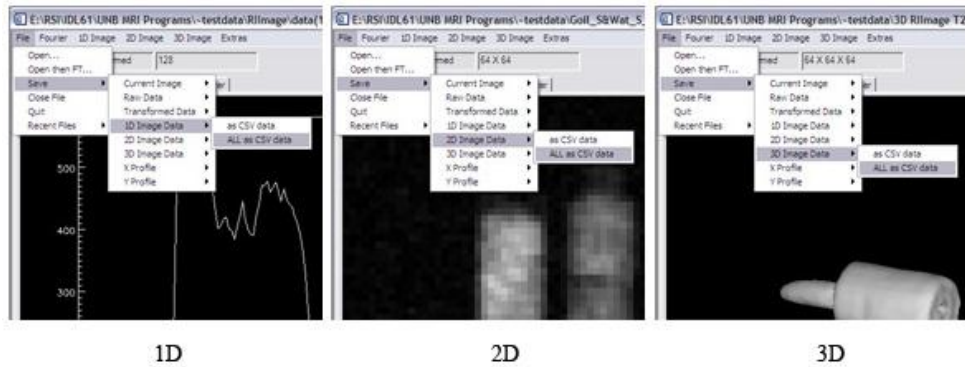 E:\RSI\IDL61\UNB MRI Programs\-testdata\RIImage\data(1
File Fourier 1D Image 2D Image 3D Image Extras
Open...
Open then FT...
Save
Close File
Quit
Recent Files
med 128
Current Image
Raw Data
Transformed Data
1D Image Data
2D Image Data
3D Image Data
X Profile
Y Profile
as CSV data
ALL as CSV data
500
400
300
E:\RSI\IDL61\UNB MRI Programs\-testdata\Goil_S&Wat_S_
File Fourier 1D Image 2D Image 3D Image Extras
Open...
Open then FT...
Save
Close File
Quit
Recent Files
med 64 X 64
Current Image
Raw Data
Transformed Data
1D Image Data
2D Image Data
3D Image Data
X Profile
Y Profile
as CSV data
ALL as CSV data
E:\RSI\IDL61\UNB MRI Programs\-testdata\3D RIImage T2
File Fourier 1D Image 2D Image 3D Image Extras
Open...
Open then FT...
Save
Close File
Quit
Recent Files
med 64 X 64 X 64
Current Image
Raw Data
Transformed Data
1D Image Data
2D Image Data
3D Image Data
X Profile
Y Profile
as CSV data
ALL as CSV data
1D
2D
3D